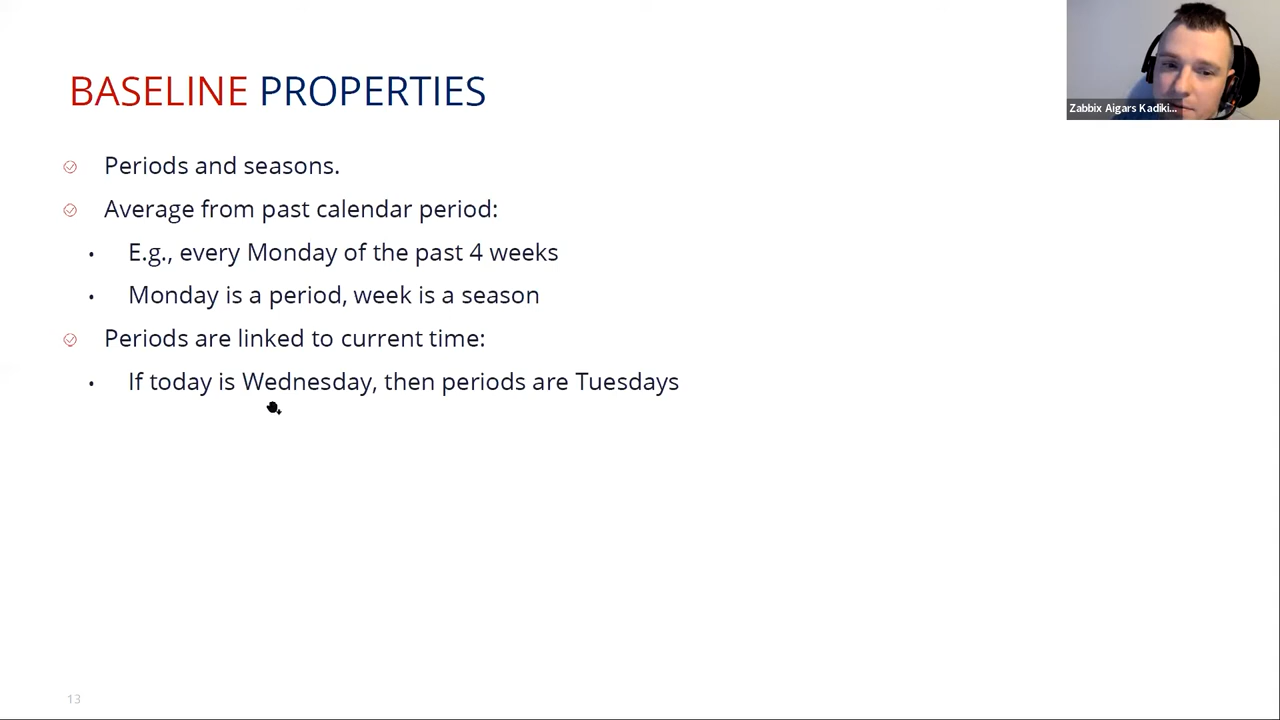 BASELINE PROPERTIES
Zabbix Aigars Kadiki...
Periods and seasons.
Average from past calendar period:
E.g., every Monday of the past 4 weeks
Monday is a period, week is a season
Periods are linked to current time:
If today is Wednesday, then periods are Tuesdays
13